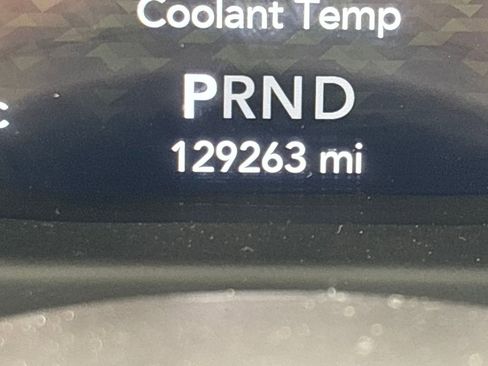 Coolant Temp
C
PRND
129263 mi